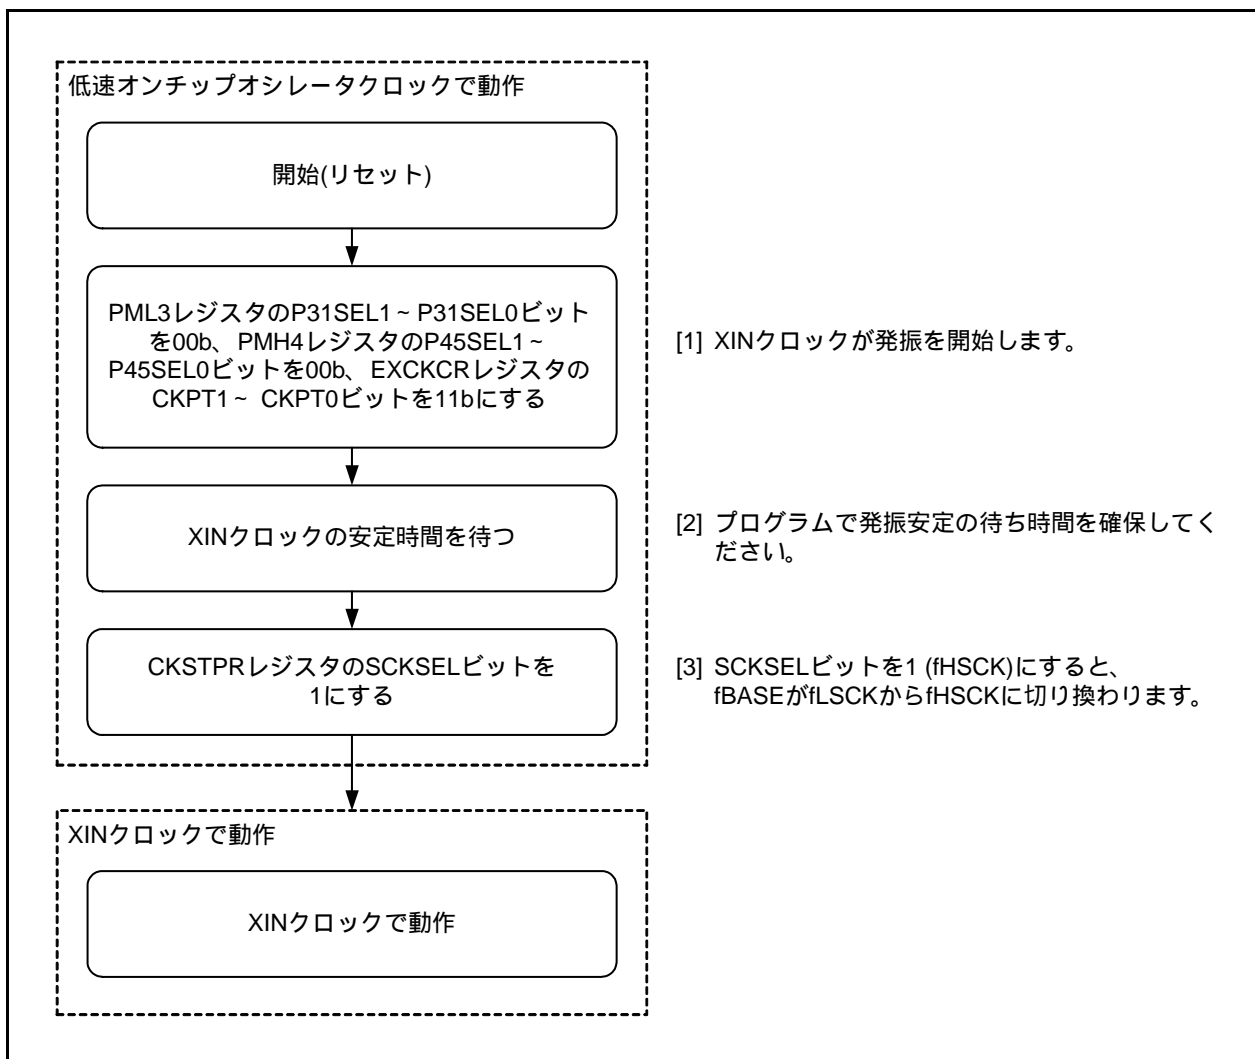 低速オンチップオシレータクロックで動作
開始(リセット)
PML3レジスタのP31SEL1~ P31SEL0ビット
を00b、PMH4レジスタのP45SEL1~
P45SEL0ビットを00b、EXCKCRレジスタの
CKPT1~ CKPT0ビットを11bにする
[1] XINクロックが発振を開始します。
XINクロックの安定時間を待つ
[2] プログラムで発振安定の待ち時間を確保してく
ださい。
CKSTPRレジスタのSCKSELビットを
1にする
[3] SCKSELビットを1 (fHSCK)にすると、
fBASEがfLSCKからfHSCKに切り換わります。
XINクロックで動作
XINクロックで動作